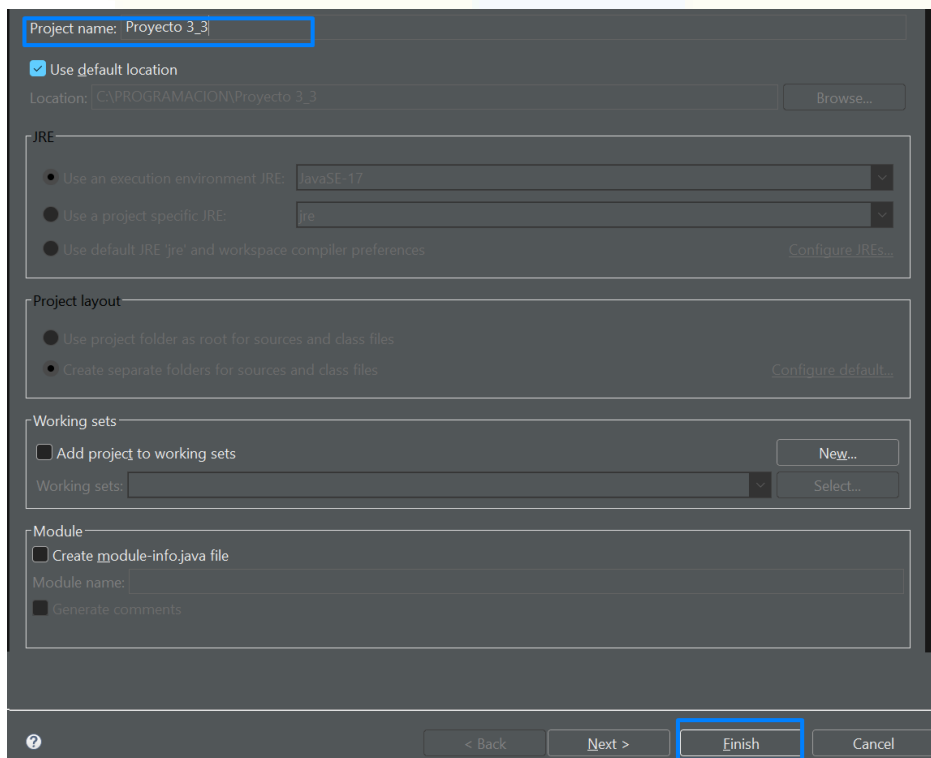 Project name: Proyecto 3_3
Use default location
Location: C:\PROGRAMACION\Proyecto 3_3 Browse...
JRE
Use an execution environment JRE: JavaSE-17
Use a project specific JRE: jre
Use default JRE 'jre' and workspace compiler preferences Configure JREs...
Project layout
Use project folder as root for sources and class files
Create separate folders for sources and class files Configure default...
Working sets
Add project to working sets New...
Working sets: Select...
Module
Create module-info.java file
Module name:
Generate comments
? < Back Next > Finish Cancel